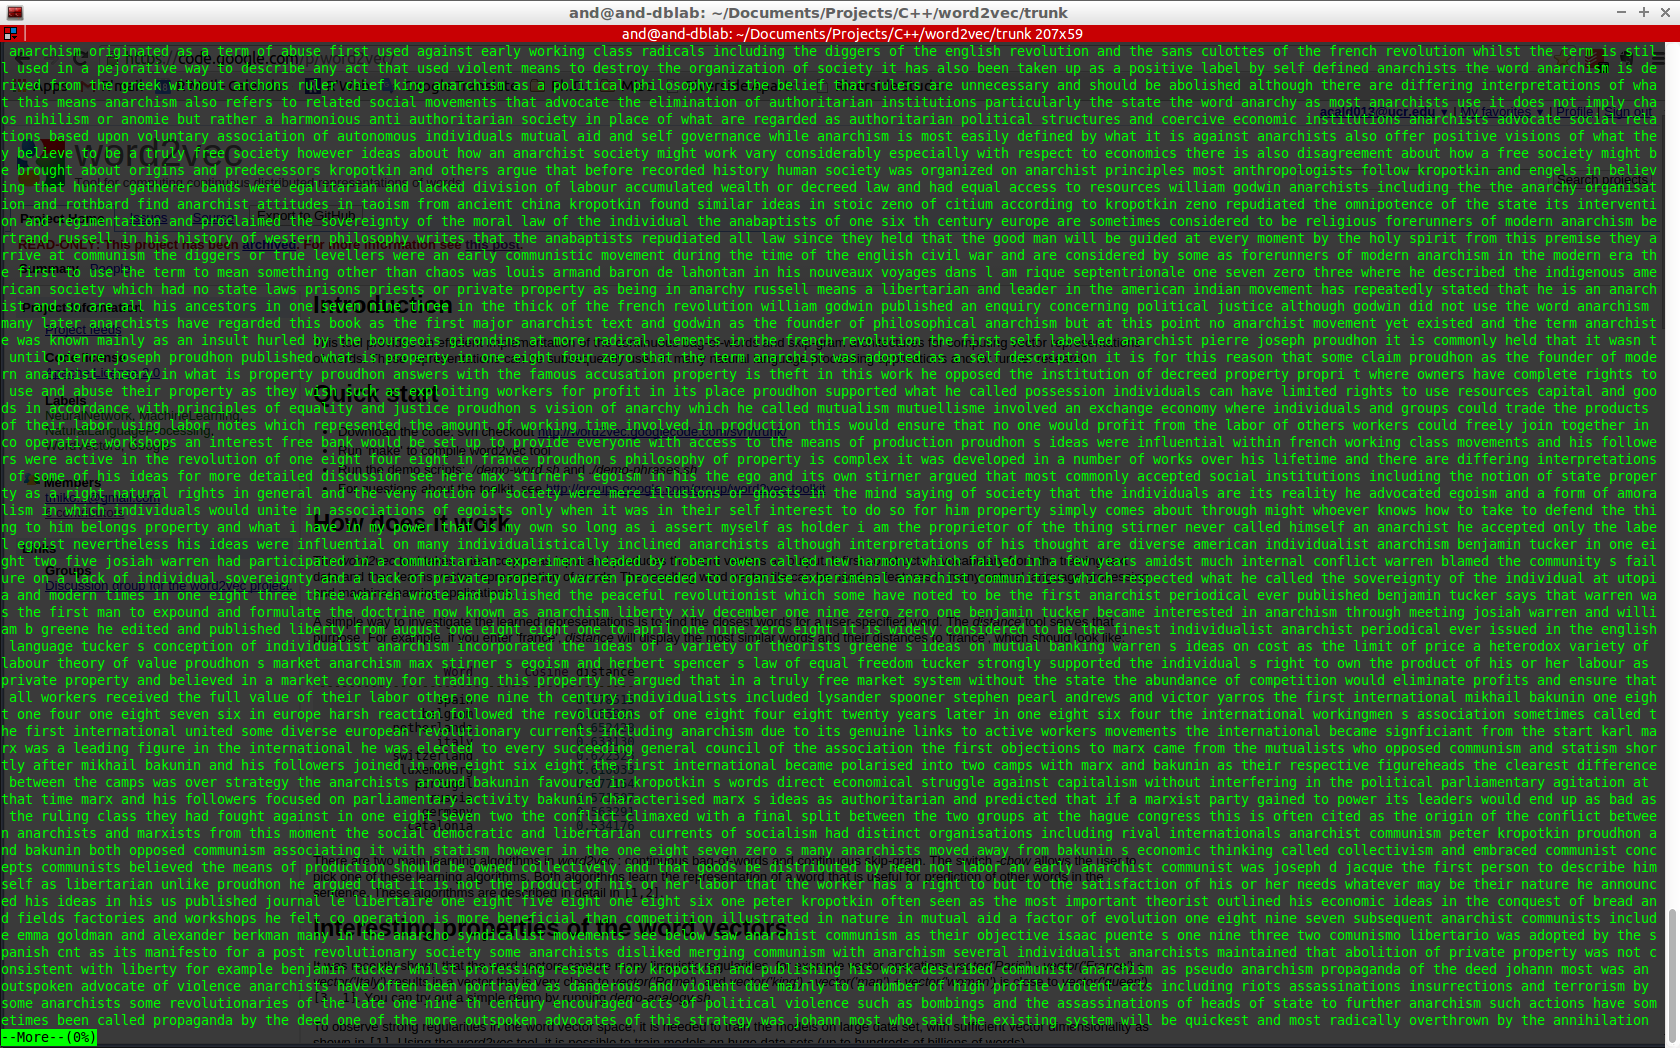 and@and-dblab: ~/Documents/Projects/C++/word2vec/trunk
and@and-dblab: ~/Documents/Projects/C++/word2vec/trunk 207x59
 anarchism originated as a term of abuse first used against early working class radicals including the diggers of the english revolution and the sans culottes of the french revolution whilst the term is stil
l used in a pejorative way to describe any act that used violent means to destroy the organization of society it has also been taken up as a positive label by self defined anarchists the word anarchism is de
rived from the greek without archons ruler chief king anarchism as a political philosophy is the belief that rulers are unnecessary and should be abolished although there are differing interpretations of wha
t this means anarchism also refers to related social movements that advocate the elimination of authoritarian institutions particularly the state the word anarchy as most anarchists use it does not imply cha
os nihilism or anomie but rather a harmonious anti authoritarian society in place of what are regarded as authoritarian political structures and coercive economic institutions anarchists advocate social rela
tions based upon voluntary association of autonomous individuals mutual aid and self governance while anarchism is most easily defined by what it is against anarchists also offer positive visions of what the
y believe to be a truly free society however ideas about how an anarchist society might work vary considerably especially with respect to economics there is also disagreement about how a free society might b
e brought about origins and predecessors kropotkin and others argue that before recorded history human society was organized on anarchist principles most anthropologists follow kropotkin and engels in believ
ing that hunter gatherer bands were egalitarian and lacked division of labour accumulated wealth or decreed law and had equal access to resources william godwin anarchists including the the anarchy organisat
ion and rothbard find anarchist attitudes in taoism from ancient china kropotkin found similar ideas in stoic zeno of citium according to kropotkin zeno repudiated the omnipotence of the state its interventi
on and regimentation and proclaimed the sovereignty of the moral law of the individual the anabaptists of one six th century europe are sometimes considered to be religious forerunners of modern anarchism be
rtrand russell in his history of western philosophy writes that the anabaptists repudiated all law since they held that the good man will be guided at every moment by the holy spirit from this premise they a
rrive at communism the diggers or true levellers were an early communistic movement during the time of the english civil war and are considered by some as forerunners of modern anarchism in the modern era th
e first to use the term to mean something other than chaos was louis armand baron de lahontan in his nouveaux voyages dans l am rique septentrionale one seven zero three where he described the indigenous ame
rican society which had no state laws prisons priests or private property as being in anarchy russell means a libertarian and leader in the american indian movement has repeatedly stated that he is an anarch
ist and so are all his ancestors in one seven nine three in the thick of the french revolution william godwin published an enquiry concerning political justice although godwin did not use the word anarchism 
many later anarchists have regarded this book as the first major anarchist text and godwin as the founder of philosophical anarchism but at this point no anarchist movement yet existed and the term anarchist
e was known mainly as an insult hurled by the bourgeois girondins at more radical elements in the french revolution the first self labelled anarchist pierre joseph proudhon it is commonly held that it wasn t
 until pierre joseph proudhon published what is property in one eight four zero that the term anarchist was adopted as a self description it is for this reason that some claim proudhon as the founder of mode
rn anarchist theory in what is property proudhon answers with the famous accusation property is theft in this work he opposed the institution of decreed property propri t where owners have complete rights to
 use and abuse their property as they wish such as exploiting workers for profit in its place proudhon supported what he called possession individuals can have limited rights to use resources capital and goo
ds in accordance with principles of equality and justice proudhon s vision of anarchy which he called mutualism mutuellisme involved an exchange economy where individuals and groups could trade the products 
of their labor using labor notes which represented the amount of working time involved in production this would ensure that no one would profit from the labor of others workers could freely join together in 
co operative workshops an interest free bank would be set up to provide everyone with access to the means of production proudhon s ideas were influential within french working class movements and his followe
rs were active in the revolution of one eight four eight in france proudhon s philosophy of property is complex it was developed in a number of works over his lifetime and there are differing interpretations
 of some of his ideas for more detailed discussion see here max stirner s egoism in his the ego and its own stirner argued that most commonly accepted social institutions including the notion of state proper
ty as a right natural rights in general and the very notion of society were mere illusions or ghosts in the mind saying of society that the individuals are its reality he advocated egoism and a form of amora
lism in which individuals would unite in associations of egoists only when it was in their self interest to do so for him property simply comes about through might whoever knows how to take to defend the thi
ng to him belongs property and what i have in my power that is my own so long as i assert myself as holder i am the proprietor of the thing stirner never called himself an anarchist he accepted only the labe
l egoist nevertheless his ideas were influential on many individualistically inclined anarchists although interpretations of his thought are diverse american individualist anarchism benjamin tucker in one ei
ght two five josiah warren had participated in a communitarian experiment headed by robert owen called new harmony which failed in a few years amidst much internal conflict warren blamed the community s fail
ure on a lack of individual sovereignty and a lack of private property warren proceeded to organise experimenal anarchist communities which respected what he called the sovereignty of the individual at utopi
a and modern times in one eight three three warren wrote and published the peaceful revolutionist which some have noted to be the first anarchist periodical ever published benjamin tucker says that warren wa
s the first man to expound and formulate the doctrine now known as anarchism liberty xiv december one nine zero zero one benjamin tucker became interested in anarchism through meeting josiah warren and willi
am b greene he edited and published liberty from august one eight eight one to april one nine zero eight it is widely considered to be the finest individualist anarchist periodical ever issued in the english
 language tucker s conception of individualist anarchism incorporated the ideas of a variety of theorists greene s ideas on mutual banking warren s ideas on cost as the limit of price a heterodox variety of 
labour theory of value proudhon s market anarchism max stirner s egoism and herbert spencer s law of equal freedom tucker strongly supported the individual s right to own the product of his or her labour as 
private property and believed in a market economy for trading this property he argued that in a truly free market system without the state the abundance of competition would eliminate profits and ensure that
 all workers received the full value of their labor other one nine th century individualists included lysander spooner stephen pearl andrews and victor yarros the first international mikhail bakunin one eigh
t one four one eight seven six in europe harsh reaction followed the revolutions of one eight four eight twenty years later in one eight six four the international workingmen s association sometimes called t
he first international united some diverse european revolutionary currents including anarchism due to its genuine links to active workers movements the international became signficiant from the start karl ma
rx was a leading figure in the international he was elected to every succeeding general council of the association the first objections to marx came from the mutualists who opposed communism and statism shor
tly after mikhail bakunin and his followers joined in one eight six eight the first international became polarised into two camps with marx and bakunin as their respective figureheads the clearest difference
 between the camps was over strategy the anarchists around bakunin favoured in kropotkin s words direct economical struggle against capitalism without interfering in the political parliamentary agitation at 
that time marx and his followers focused on parliamentary activity bakunin characterised marx s ideas as authoritarian and predicted that if a marxist party gained to power its leaders would end up as bad as
 the ruling class they had fought against in one eight seven two the conflict climaxed with a final split between the two groups at the hague congress this is often cited as the origin of the conflict betwee
n anarchists and marxists from this moment the social democratic and libertarian currents of socialism had distinct organisations including rival internationals anarchist communism peter kropotkin proudhon a
nd bakunin both opposed communism associating it with statism however in the one eight seven zero s many anarchists moved away from bakunin s economic thinking called collectivism and embraced communist conc
epts communists believed the means of production should be owned collectively and that goods be distributed by need not labor an early anarchist communist was joseph d jacque the first person to describe him
self as libertarian unlike proudhon he argued that it is not the product of his or her labor that the worker has a right to but to the satisfaction of his or her needs whatever may be their nature he announc
ed his ideas in his us published journal le libertaire one eight five eight one eight six one peter kropotkin often seen as the most important theorist outlined his economic ideas in the conquest of bread an
d fields factories and workshops he felt co operation is more beneficial than competition illustrated in nature in mutual aid a factor of evolution one eight nine seven subsequent anarchist communists includ
e emma goldman and alexander berkman many in the anarcho syndicalist movements see below saw anarchist communism as their objective isaac puente s one nine three two comunismo libertario was adopted by the s
panish cnt as its manifesto for a post revolutionary society some anarchists disliked merging communism with anarchism several individualist anarchists maintained that abolition of private property was not c
onsistent with liberty for example benjamin tucker whilst professing respect for kropotkin and publishing his work described communist anarchism as pseudo anarchism propaganda of the deed johann most was an 
outspoken advocate of violence anarchists have often been portrayed as dangerous and violent due mainly to a number of high profile violent acts including riots assassinations insurrections and terrorism by 
some anarchists some revolutionaries of the late nine th century encouraged acts of political violence such as bombings and the assassinations of heads of state to further anarchism such actions have som
etimes been called propaganda by the deed one of the more outspoken advocates of this strategy was johann most who said the existing system will be quickest and most radically overthrown by the annihilation 
--More--(0%)